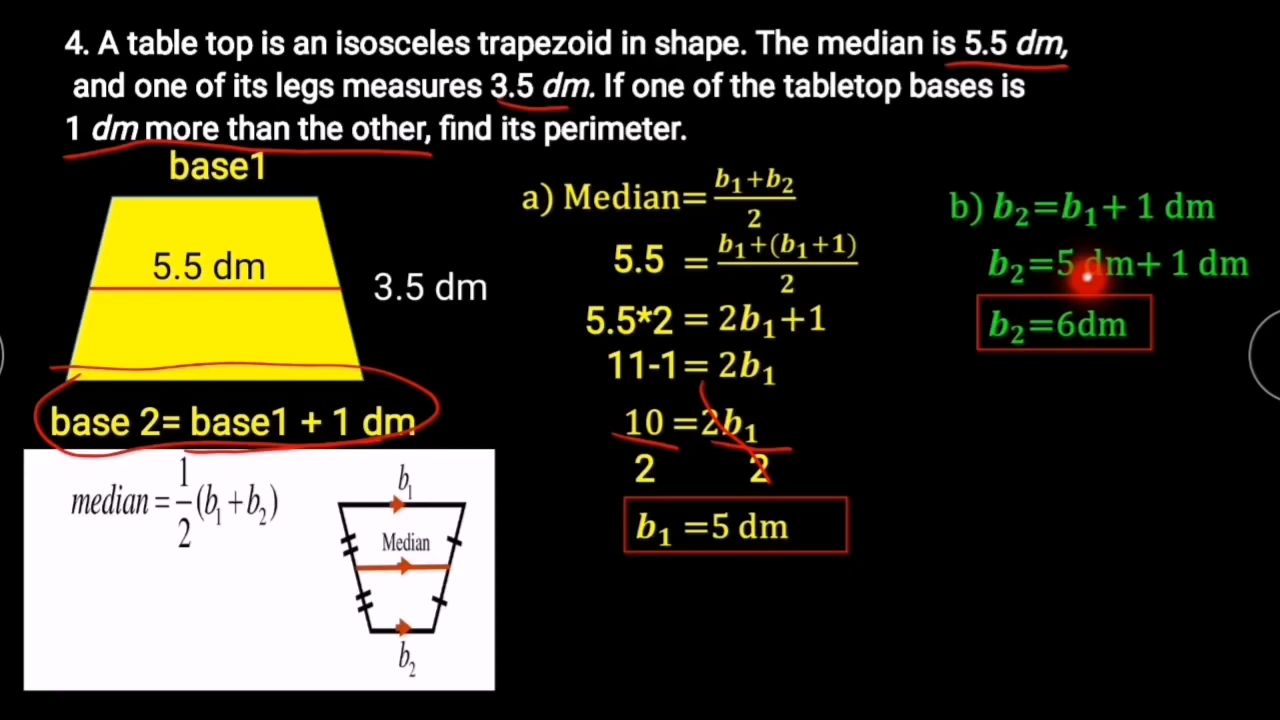 4. A table top is an isosceles trapezoid in shape. The median is 5.5 dm,
and one of its legs measures 3.5 dm. If one of the tabletop bases is
1 dm more than the other, find its perimeter.
base1
5.5 dm
3.5 dm
base 2= base1 + 1 dm
median = 1/2 (b₁ + b₂)
b₁
Median
b₂
a) Median= b₁+b₂ / 2
5.5 = b₁+(b₁+1) / 2
5.5*2 = 2b₁+1
11-1= 2b₁
10 =2b₁
2 2
b₁ =5 dm
b) b₂=b₁+ 1 dm
b₂=5 dm+ 1 dm
b₂=6dm